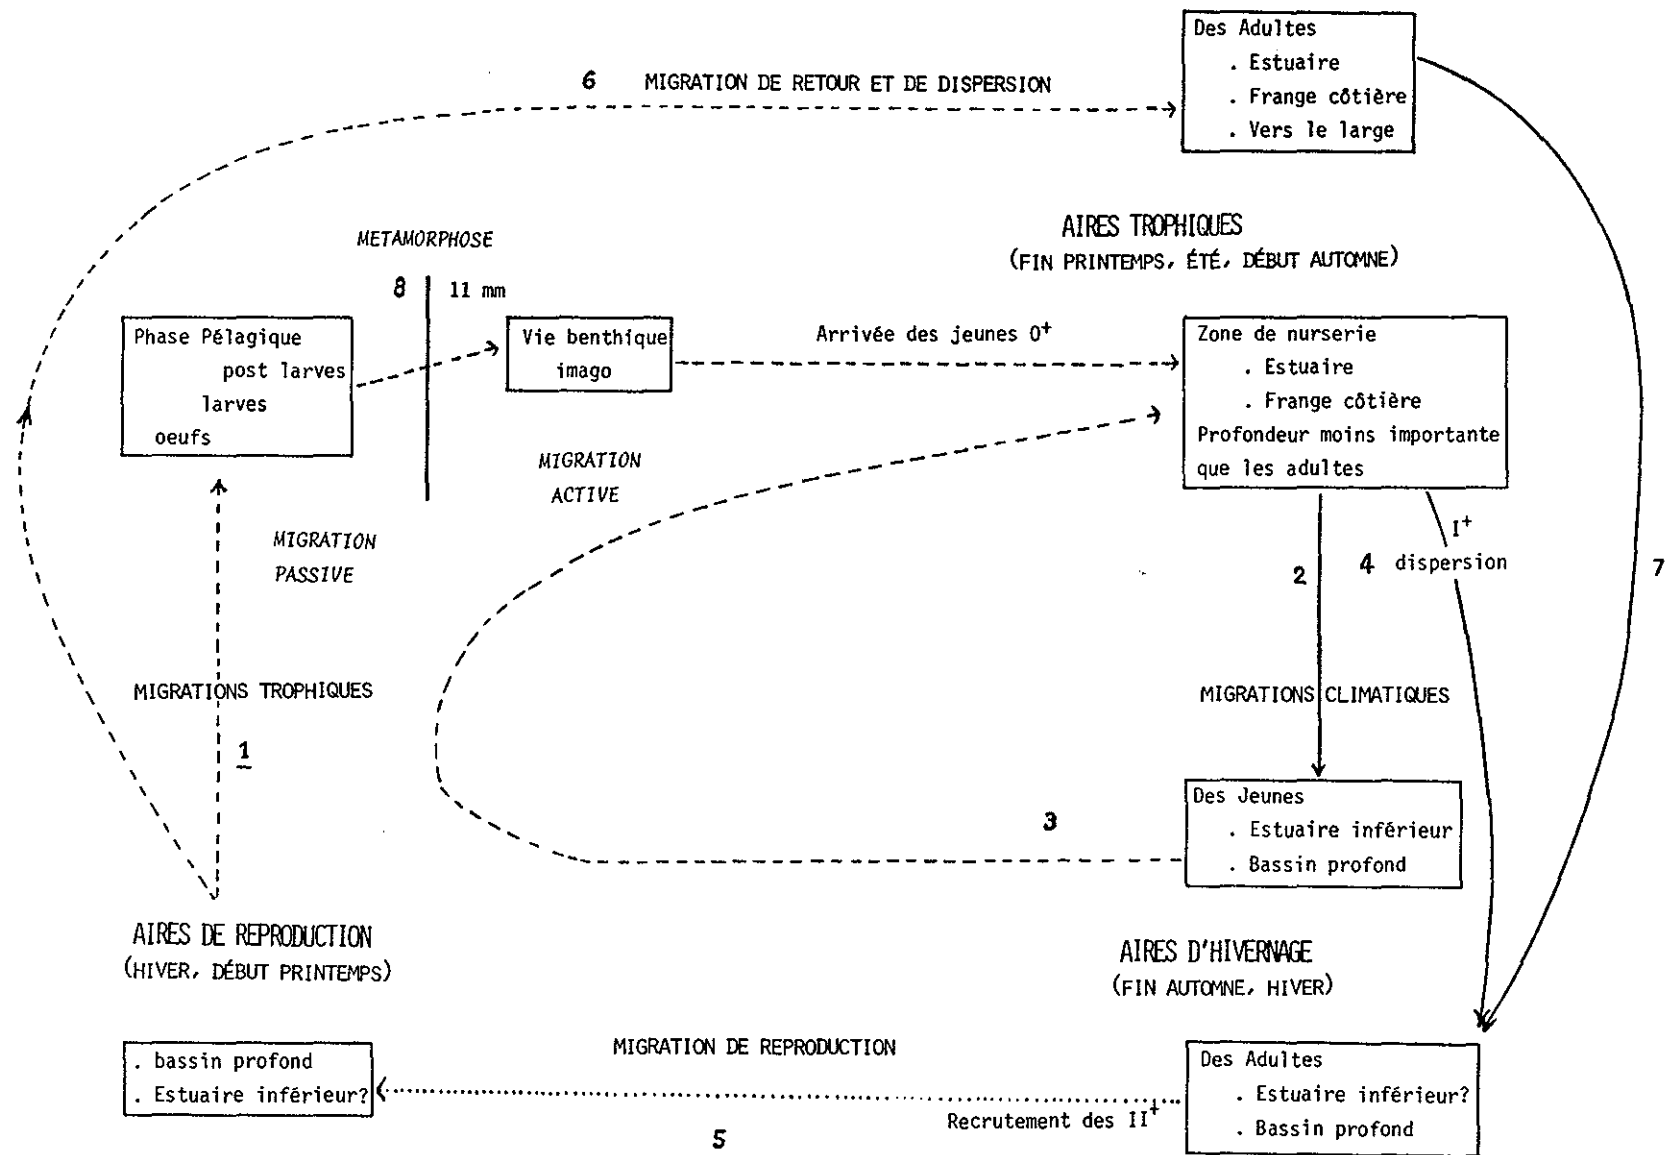 Des Adultes
. Estuaire
. Frange côtière
. Vers le large
6 MIGRATION DE RETOUR ET DE DISPERSION
AIRES TROPHIQUES
(FIN PRINTEMPS, ÉTÉ, DÉBUT AUTOMNE)
METAMORPHOSE
8 11 mm
Phase Pélagique
post larves
larves
oeufs
Vie benthique
imago
Arrivée des jeunes O+
Zone de nurserie
. Estuaire
. Frange côtière
Profondeur moins importante
que les adultes
MIGRATION
ACTIVE
MIGRATION
PASSIVE
I+
4 dispersion
2
7
MIGRATIONS TROPHIQUES
1
MIGRATIONS CLIMATIQUES
Des Jeunes
. Estuaire inférieur
. Bassin profond
3
AIRES DE REPRODUCTION
(HIVER, DÉBUT PRINTEMPS)
AIRES D'HIVERNAGE
(FIN AUTOMNE, HIVER)
. bassin profond
. Estuaire inférieur?
MIGRATION DE REPRODUCTION
Recrutement des II+
5
Des Adultes
. Estuaire inférieur?
. Bassin profond